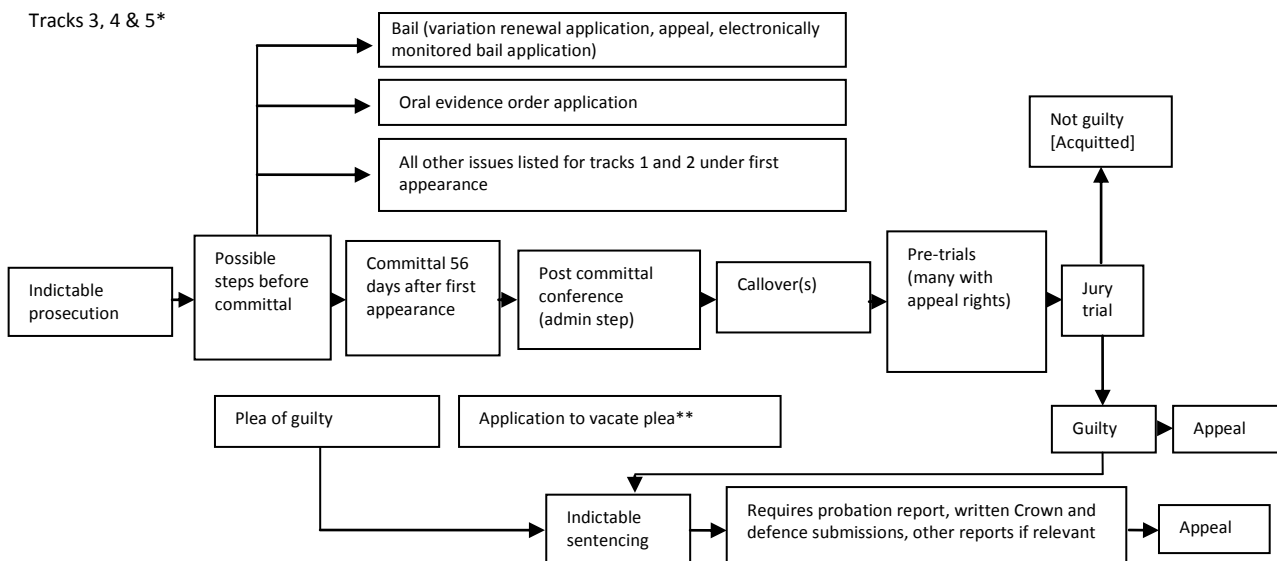 Tracks 3, 4 & 5*
Bail (variation renewal application, appeal, electronically
monitored bail application)
Oral evidence order application
All other issues listed for tracks 1 and 2 under first
appearance
Not guilty
[Acquitted]
Indictable
prosecution
Possible
steps before
committal
Committal 56
days after first
appearance
Post committal
conference
(admin step)
Callover(s)
Pre-trials
(many with
appeal rights)
Jury
trial
Plea of guilty
Application to vacate plea**
Guilty
Appeal
Indictable
sentencing
Requires probation report, written Crown and
defence submissions, other reports if relevant
Appeal